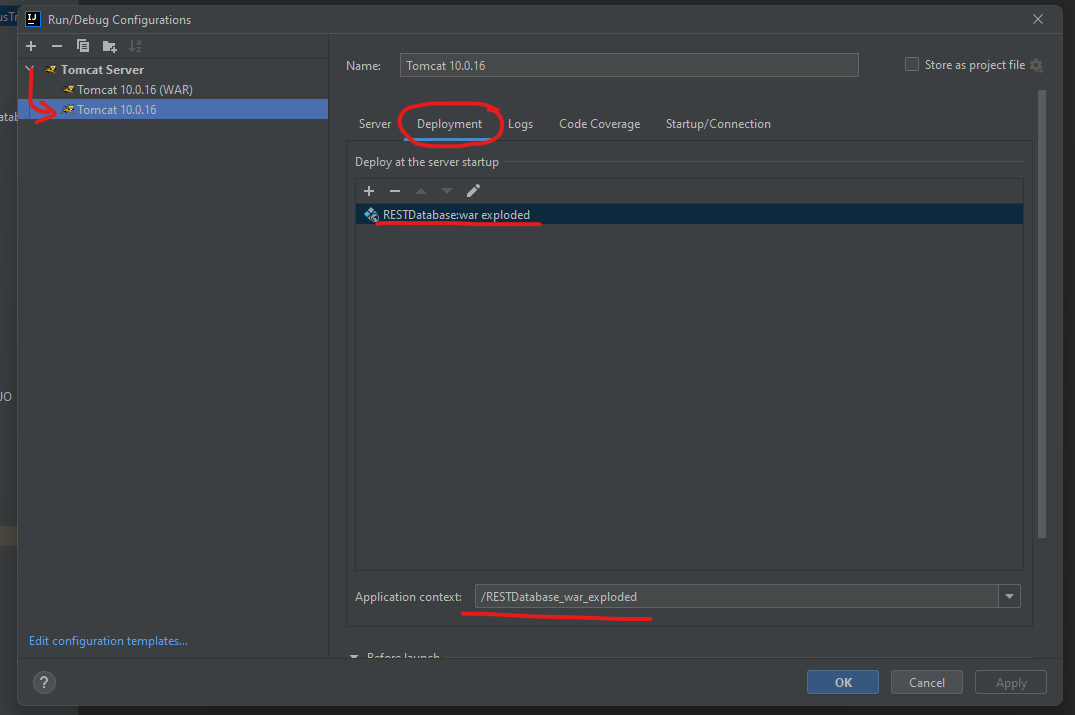 Run/Debug Configurations
Tomcat Server
Tomcat 10.0.16 (WAR)
Tomcat 10.0.16
Edit configuration templates...
Name: Tomcat 10.0.16
Store as project file
Server Deployment Logs Code Coverage Startup/Connection
Deploy at the server startup
RESTDatabase:war exploded
Application context: /RESTDatabase_war_exploded
Before launch
? OK Cancel Apply